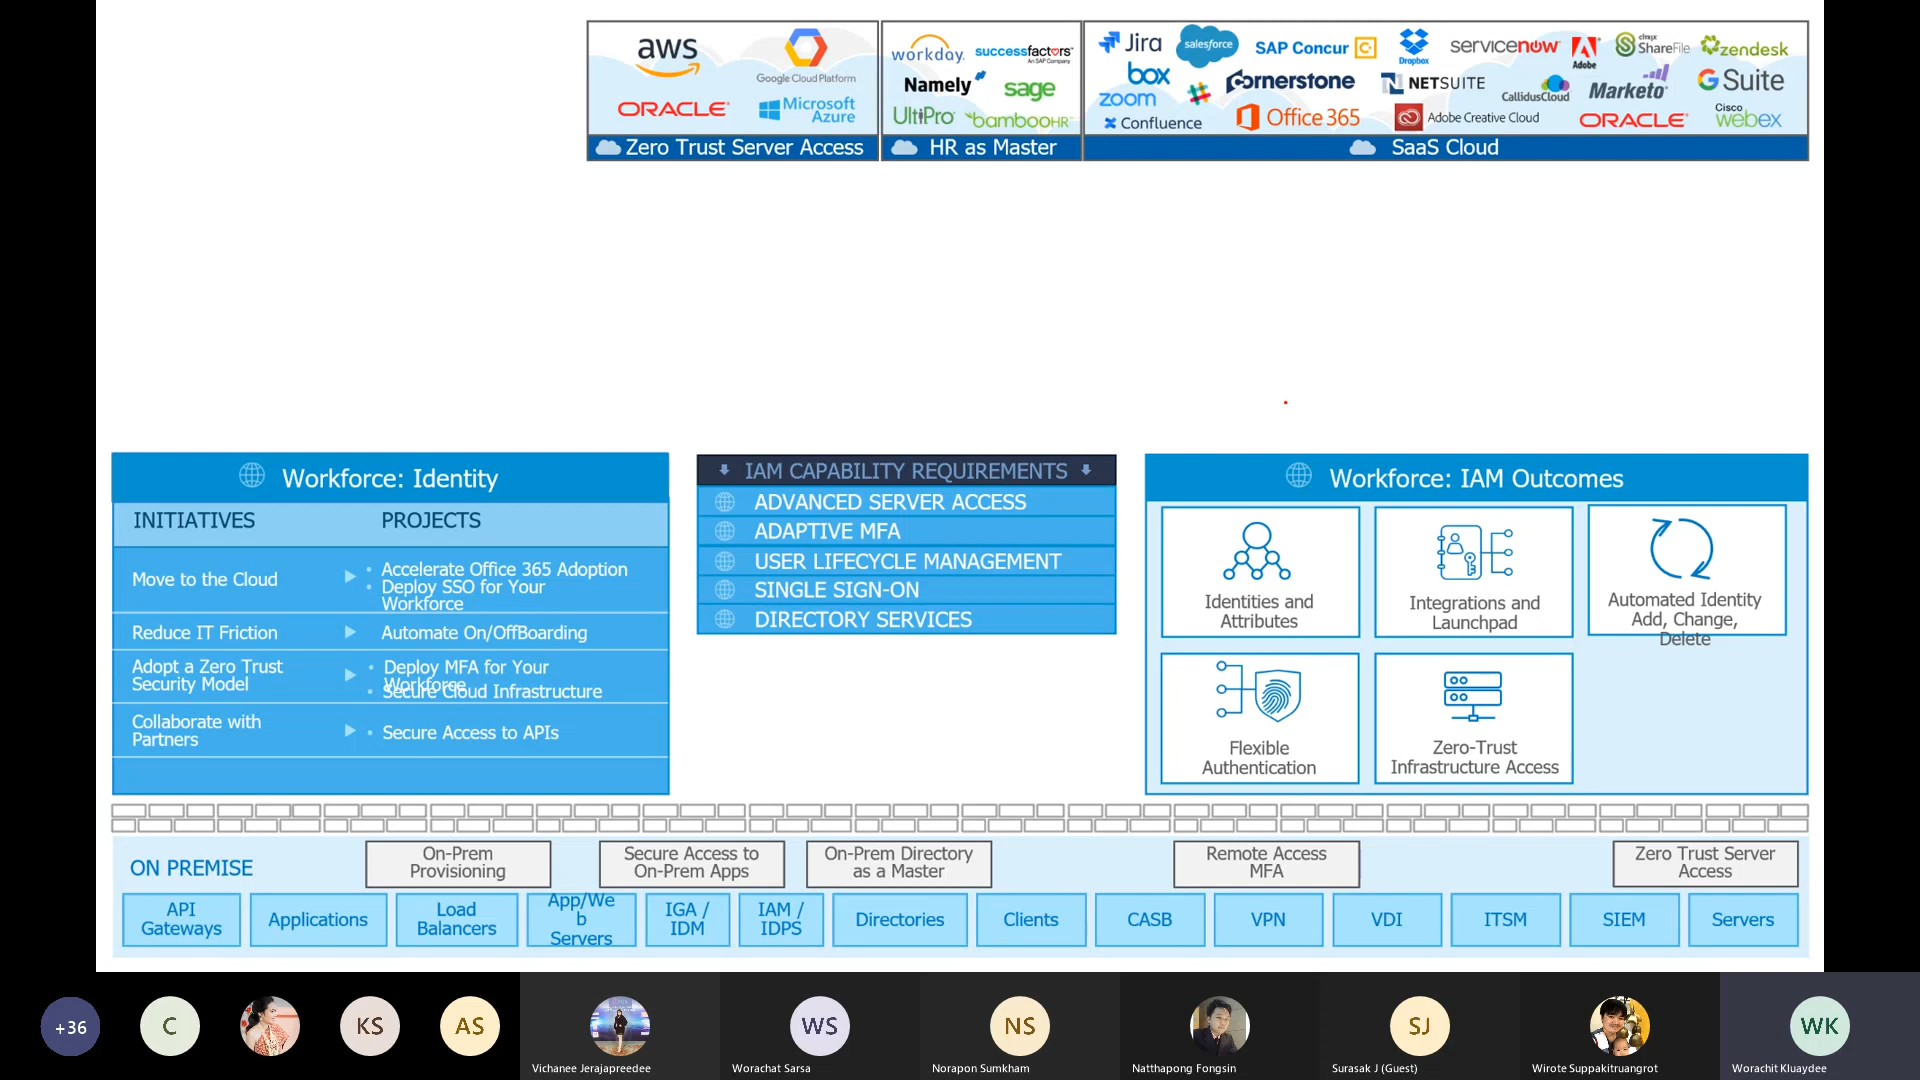 aws
Google Cloud Platform
ORACLE
Microsoft
Azure
Zero Trust Server Access
workday.
successfactors
An SAP Company
Namely
sage
UltiPro
bambooHR
HR as Master
Jira
salesforce
SAP Concur
Dropbox
servicenow
Adobe
citrix
ShareFile
zendesk
box
Cornerstone
NETSUITE
CallidusCloud
Marketo
G Suite
zoom
Confluence
Office 365
Adobe Creative Cloud
ORACLE
Cisco
webex
SaaS Cloud
Workforce: Identity
INITIATIVES
PROJECTS
Move to the Cloud
Accelerate Office 365 Adoption
Deploy SSO for Your
Workforce
Reduce IT Friction
Automate On/OffBoarding
Adopt a Zero Trust
Security Model
Deploy MFA for Your
Workforce
Secure Cloud Infrastructure
Collaborate with
Partners
Secure Access to APIs
IAM CAPABILITY REQUIREMENTS
ADVANCED SERVER ACCESS
ADAPTIVE MFA
USER LIFECYCLE MANAGEMENT
SINGLE SIGN-ON
DIRECTORY SERVICES
Workforce: IAM Outcomes
Identities and
Attributes
Integrations and
Launchpad
Automated Identity
Add, Change,
Delete
Flexible
Authentication
Zero-Trust
Infrastructure Access
ON PREMISE
On-Prem
Provisioning
Secure Access to
On-Prem Apps
On-Prem Directory
as a Master
Remote Access
MFA
Zero Trust Server
Access
API
Gateways
Applications
Load
Balancers
App/We
b
Servers
IGA /
IDM
IAM /
IDPS
Directories
Clients
CASB
VPN
VDI
ITSM
SIEM
Servers
+36
C
KS
AS
Vichanee Jerajapreedee
WS
Worachat Sarsa
NS
Norapon Sumkham
Natthapong Fongsin
SJ
Surasak J (Guest)
Wirote Suppakitruangrot
WK
Worachit Kluaydee